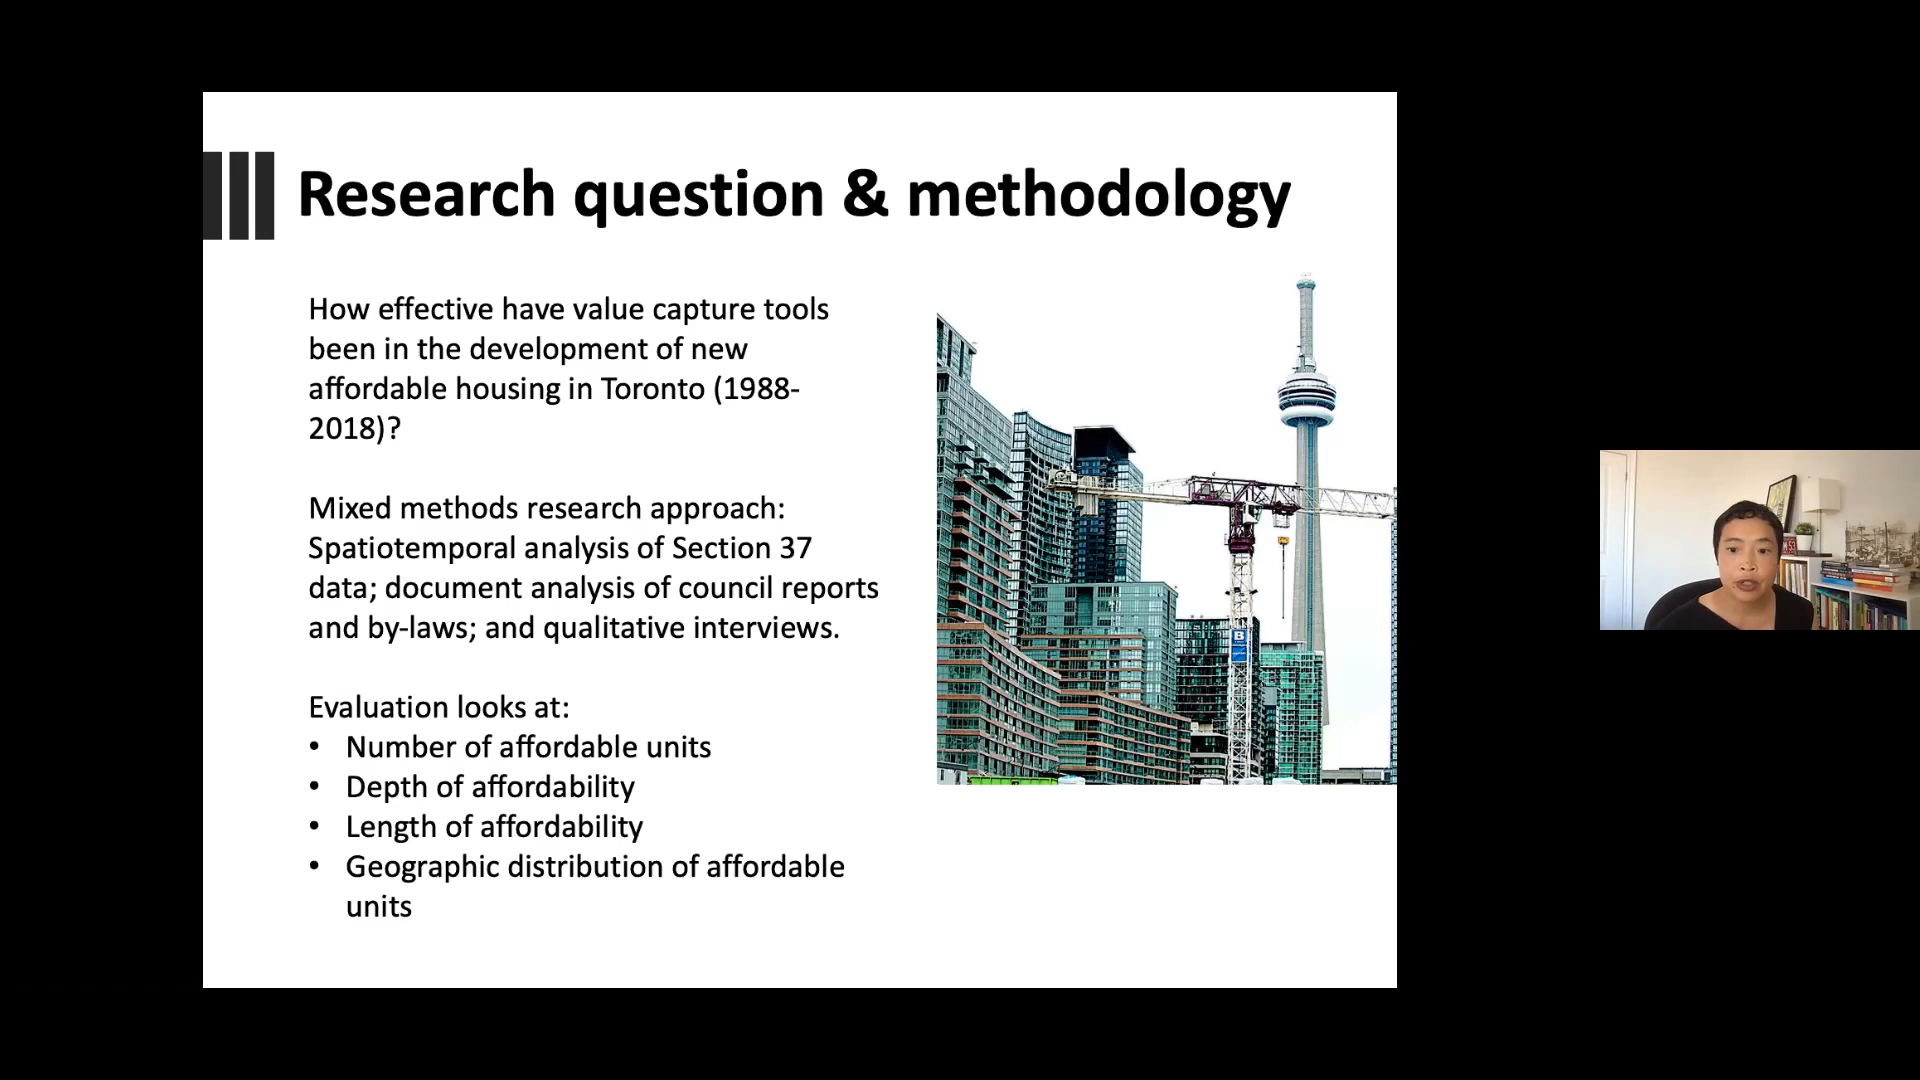 Research question & methodology
How effective have value capture tools
been in the development of new
affordable housing in Toronto (1988-
2018)?
Mixed methods research approach:
Spatiotemporal analysis of Section 37
data; document analysis of council reports
and by-laws; and qualitative interviews.
Evaluation looks at:
• Number of affordable units
• Depth of affordability
• Length of affordability
• Geographic distribution of affordable
units
B